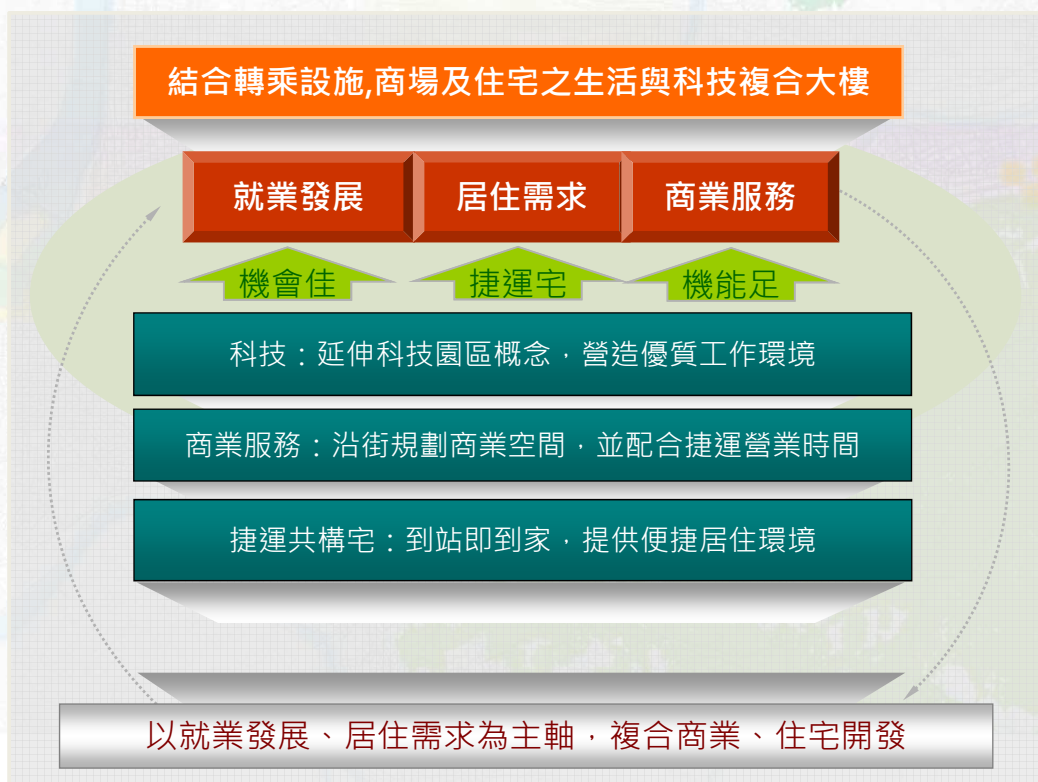 結合轉乘設施,商場及住宅之生活與科技複合大樓
就業發展
居住需求
商業服務
機會佳
捷運宅
機能足
科技：延伸科技園區概念，營造優質工作環境
商業服務：沿街規劃商業空間，並配合捷運營業時間
捷運共構宅：到站即到家，提供便捷居住環境
以就業發展、居住需求為主軸，複合商業、住宅開發